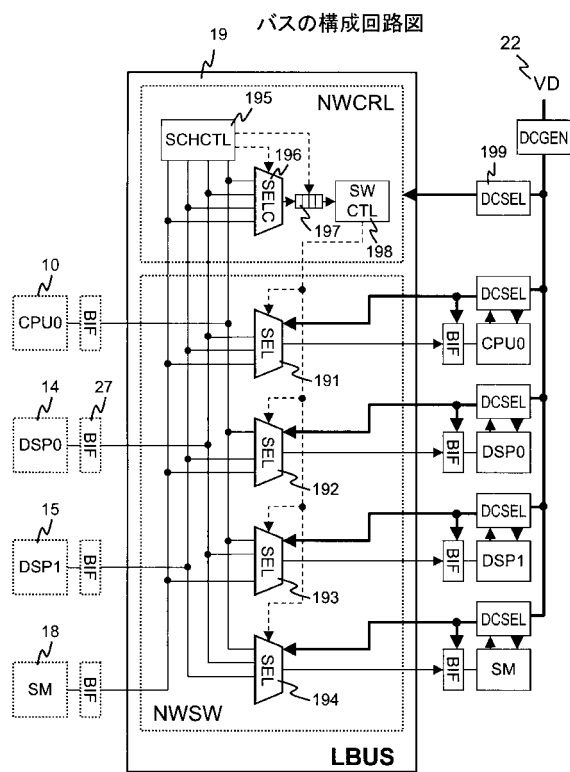 バスの構成回路図
19
22
VD
NWCRL
195
SCHCTL
DCGEN
196
SELC
199
SW
CTL
DCSEL
197
198
10
DCSEL
CPU0
BIF
SEL
BIF
CPU0
191
14
27
DCSEL
DSP0
BIF
SEL
BIF
DSP0
192
15
DCSEL
DSP1
BIF
SEL
BIF
DSP1
193
18
DCSEL
SM
BIF
SEL
BIF
SM
194
NWSW
LBUS